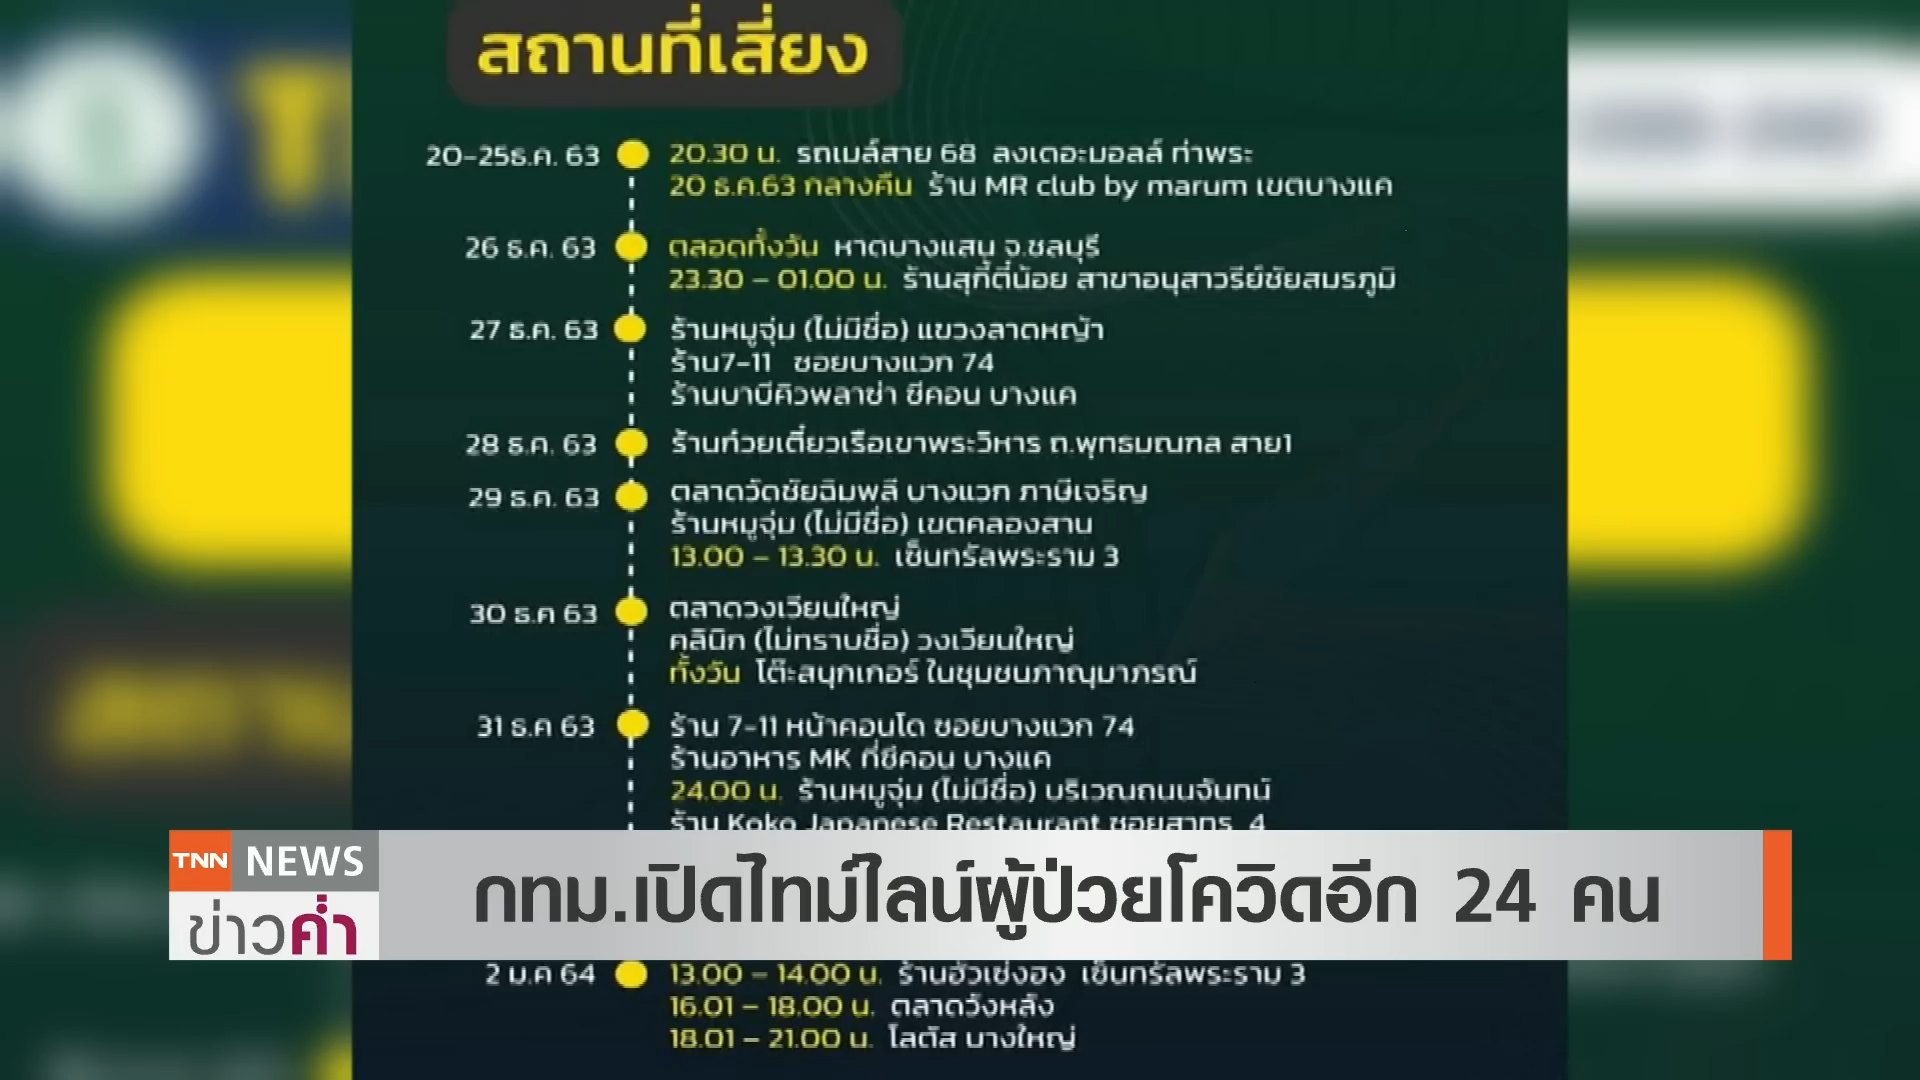 สถานที่เสี่ยง
20-25ธ.ค. 63
20.30 น. รถเมล์สาย 68 ลงเดอะมอลล์ ท่าพระ
20 ธ.ค.63 กลางคืน ร้าน MR club by marum เขตบางแค
26 ธ.ค. 63
ตลอดทั้งวัน หาดบางแสน จ.ชลบุรี
23.30 – 01.00 น. ร้านสุกี้ตี๋น้อย สาขาอนุสาวรีย์ชัยสมรภูมิ
27 ธ.ค. 63
ร้านหมูจุ่ม (ไม่มีชื่อ) แขวงลาดหญ้า
ร้าน7-11 ซอยบางแวก 74
ร้านบาบีคิวพลาซ่า ซีคอน บางแค
28 ธ.ค. 63
ร้านก๋วยเตี๋ยวเรือเขาพระวิหาร ถ.พุทธมณฑล สาย1
29 ธ.ค. 63
ตลาดวัดชัยฉิมพลี บางแวก ภาษีเจริญ
ร้านหมูจุ่ม (ไม่มีชื่อ) เขตคลองสาน
13.00 – 13.30 น. เซ็นทรัลพระราม 3
30 ธ.ค 63
ตลาดวงเวียนใหญ่
คลินิก (ไม่ทราบชื่อ) วงเวียนใหญ่
ทั้งวัน โต๊ะสนุกเกอร์ ในชุมชนภาณุมาภรณ์
31 ธ.ค 63
ร้าน 7-11 หน้าคอนโด ซอยบางแวก 74
ร้านอาหาร MK ที่ซีคอน บางแค
24.00 น. ร้านหมูจุ่ม (ไม่มีชื่อ) บริเวณถนนจันทน์
ร้าน Koko Japanese Restaurant ซอยสาทร 4
TNN NEWS
ข่าวค่ำ
กทม.เปิดไทม์ไลน์ผู้ป่วยโควิดอีก 24 คน
2 ม.ค 64
13.00 – 14.00 น. ร้านฮั่วเซ่งฮง เซ็นทรัลพระราม 3
16.01 – 18.00 น. ตลาดวังหลัง
18.01 – 21.00 น. โลตัส บางใหญ่